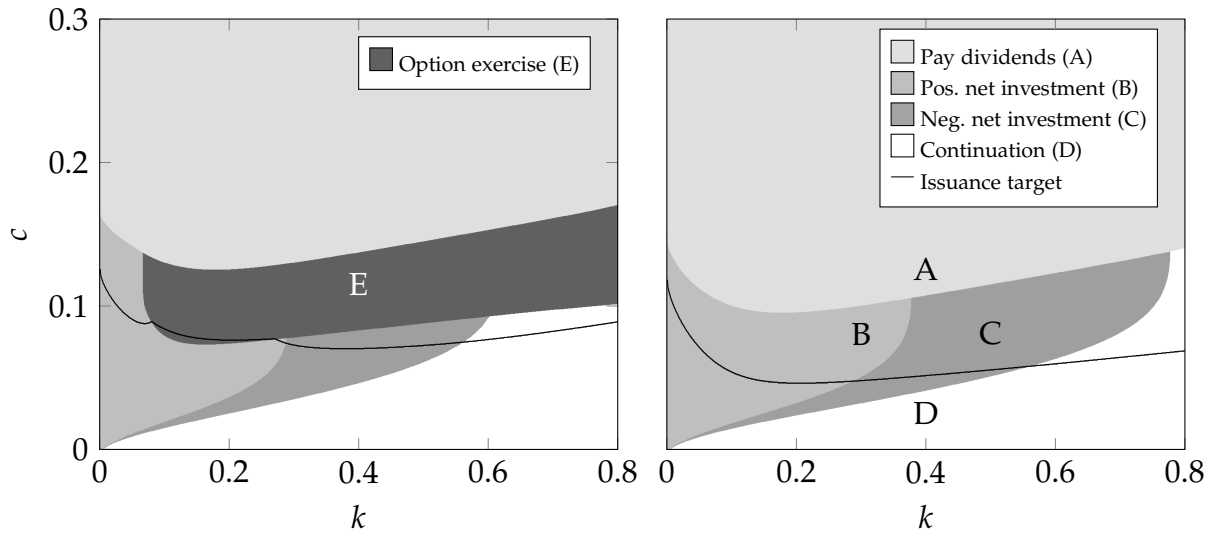 0.3
0.2
0.1
0
c
0
0.2
0.4
0.6
0.8
k
Option exercise (E)
E
0
0.2
0.4
0.6
0.8
k
Pay dividends (A)
Pos. net investment (B)
Neg. net investment (C)
Continuation (D)
Issuance target
A
B
C
D